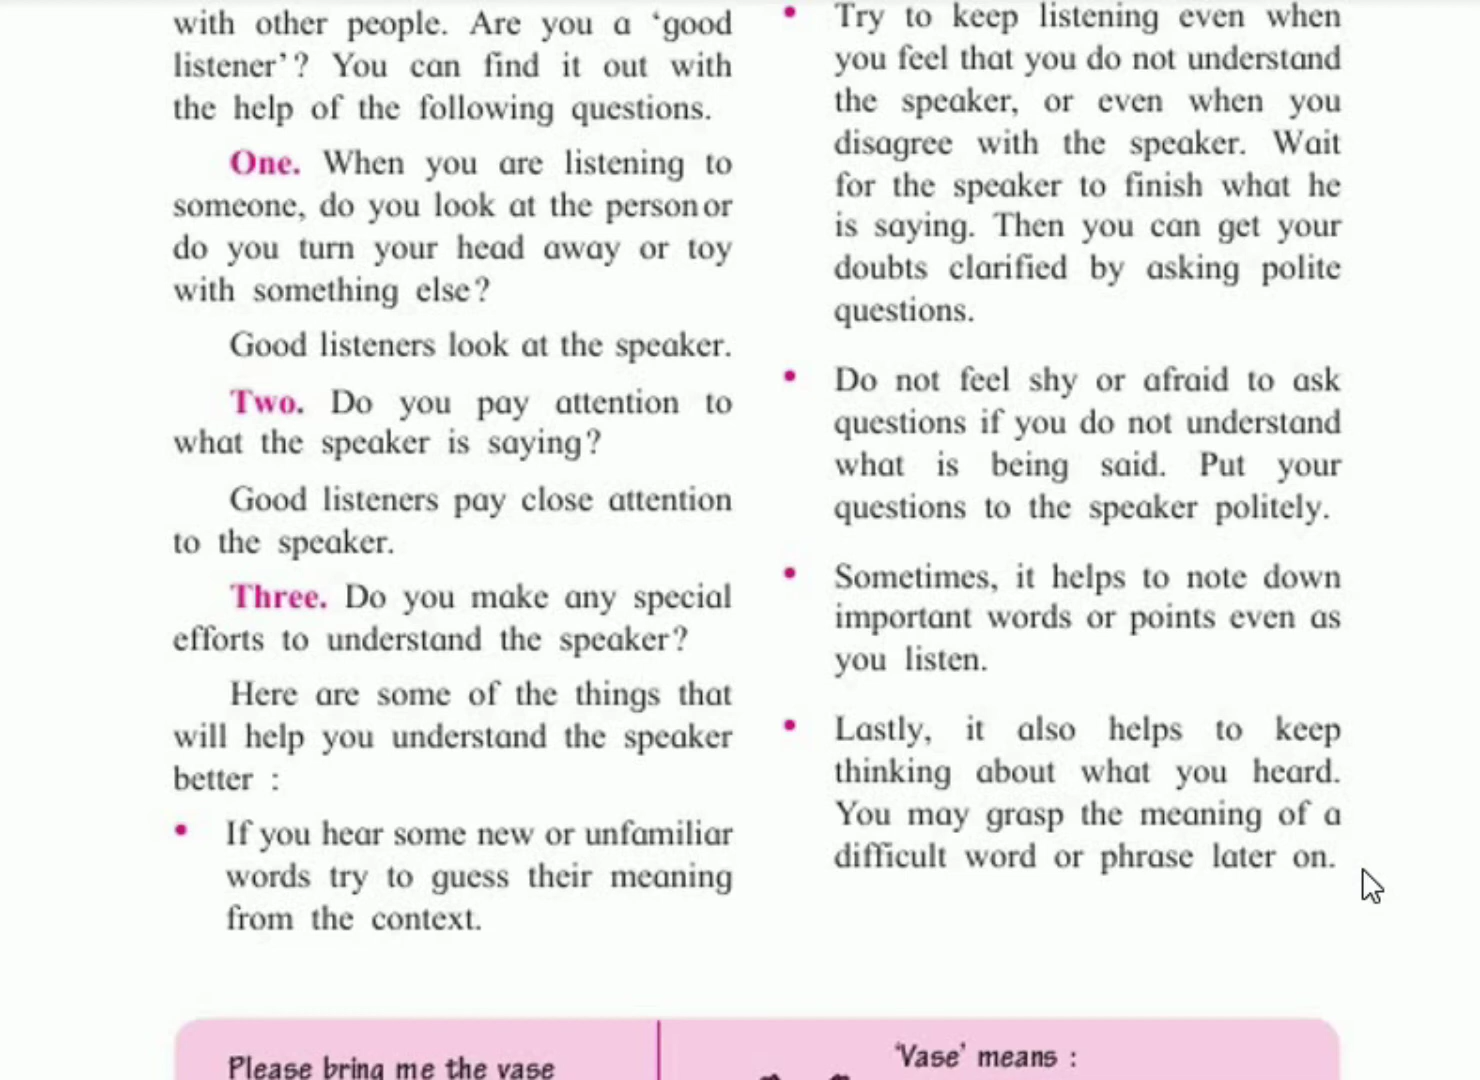 with other people. Are you a ‘good
listener’? You can find it out with
the help of the following questions.
One. When you are listening to
someone, do you look at the person or
do you turn your head away or toy
with something else?
Good listeners look at the speaker.
Two. Do you pay attention to
what the speaker is saying?
Good listeners pay close attention
to the speaker.
Three. Do you make any special
efforts to understand the speaker?
Here are some of the things that
will help you understand the speaker
better :
• If you hear some new or unfamiliar
words try to guess their meaning
from the context.
• Try to keep listening even when
you feel that you do not understand
the speaker, or even when you
disagree with the speaker. Wait
for the speaker to finish what he
is saying. Then you can get your
doubts clarified by asking polite
questions.
• Do not feel shy or afraid to ask
questions if you do not understand
what is being said. Put your
questions to the speaker politely.
• Sometimes, it helps to note down
important words or points even as
you listen.
• Lastly, it also helps to keep
thinking about what you heard.
You may grasp the meaning of a
difficult word or phrase later on.
Please bring me the vase
‘Vase’ means :